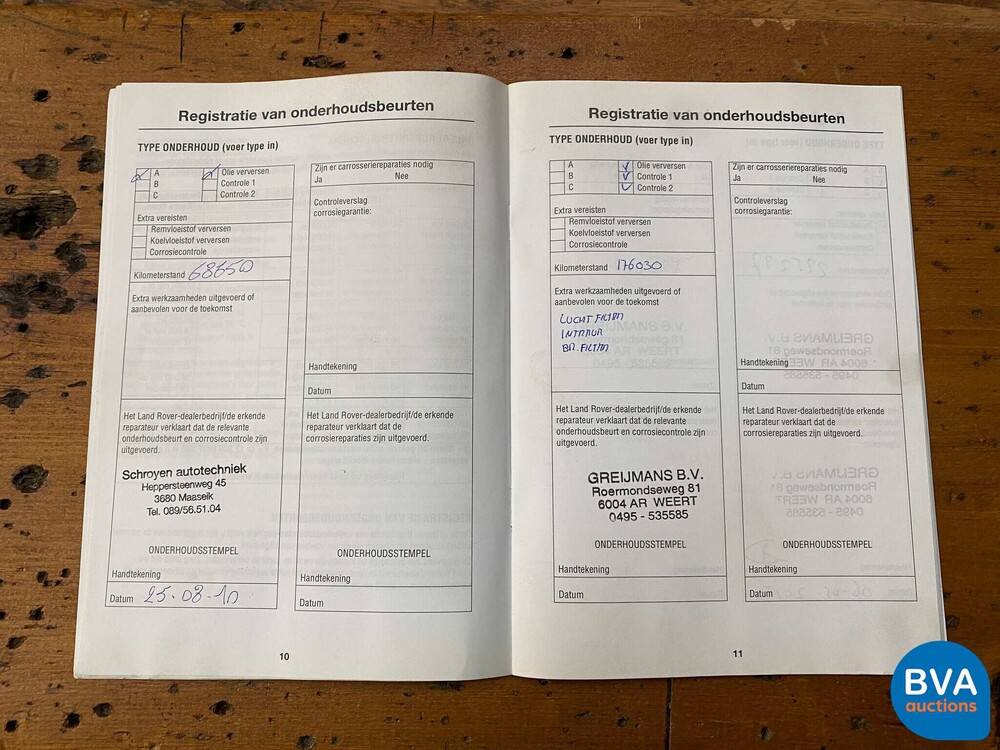 Registratie van onderhoudsbeurten
TYPE ONDERHOUD (voer type in)
A
B
C
Olie verversen
Controle 1
Controle 2
Extra vereisten
Remvloeistof verversen
Koelvloeistof verversen
Corrosiecontrole
Kilometerstand 68650
Extra werkzaamheden uitgevoerd of
aanbevolen voor de toekomst
Het Land Rover-dealerbedrijf/de erkende
reparateur verklaart dat de relevante
onderhoudsbeurt en corrosiecontrole zijn
uitgevoerd.
Schroyen autotechniek
Heppersteenweg 45
3680 Maaseik
Tel. 089/56.51.04
ONDERHOUDSSTEMPEL
Handtekening
Datum 25-08-10
Zijn er carrosseriereparaties nodig
Ja Nee
Controleverslag
corrosiegarantie:
Handtekening
Datum
Het Land Rover-dealerbedrijf/de erkende
reparateur verklaart dat de
corrosiereparaties zijn uitgevoerd.
ONDERHOUDSSTEMPEL
Handtekening
Datum
10
Registratie van onderhoudsbeurten
TYPE ONDERHOUD (voer type in)
A
B
C
Olie verversen
Controle 1
Controle 2
Extra vereisten
Remvloeistof verversen
Koelvloeistof verversen
Corrosiecontrole
Kilometerstand 176030
Extra werkzaamheden uitgevoerd of
aanbevolen voor de toekomst
LUCHT FILTER
BR. FILTER
Het Land Rover-dealerbedrijf/de erkende
reparateur verklaart dat de relevante
onderhoudsbeurt en corrosiecontrole zijn
uitgevoerd.
GREIJMANS B.V.
Roermondseweg 81
6004 AR WEERT
0495 - 535585
ONDERHOUDSSTEMPEL
Handtekening
Datum
Zijn er carrosseriereparaties nodig
Ja Nee
Controleverslag
corrosiegarantie:
Handtekening
Datum
Het Land Rover-dealerbedrijf/de erkende
reparateur verklaart dat de
corrosiereparaties zijn uitgevoerd.
ONDERHOUDSSTEMPEL
Handtekening
Datum
11
BVA
auctions